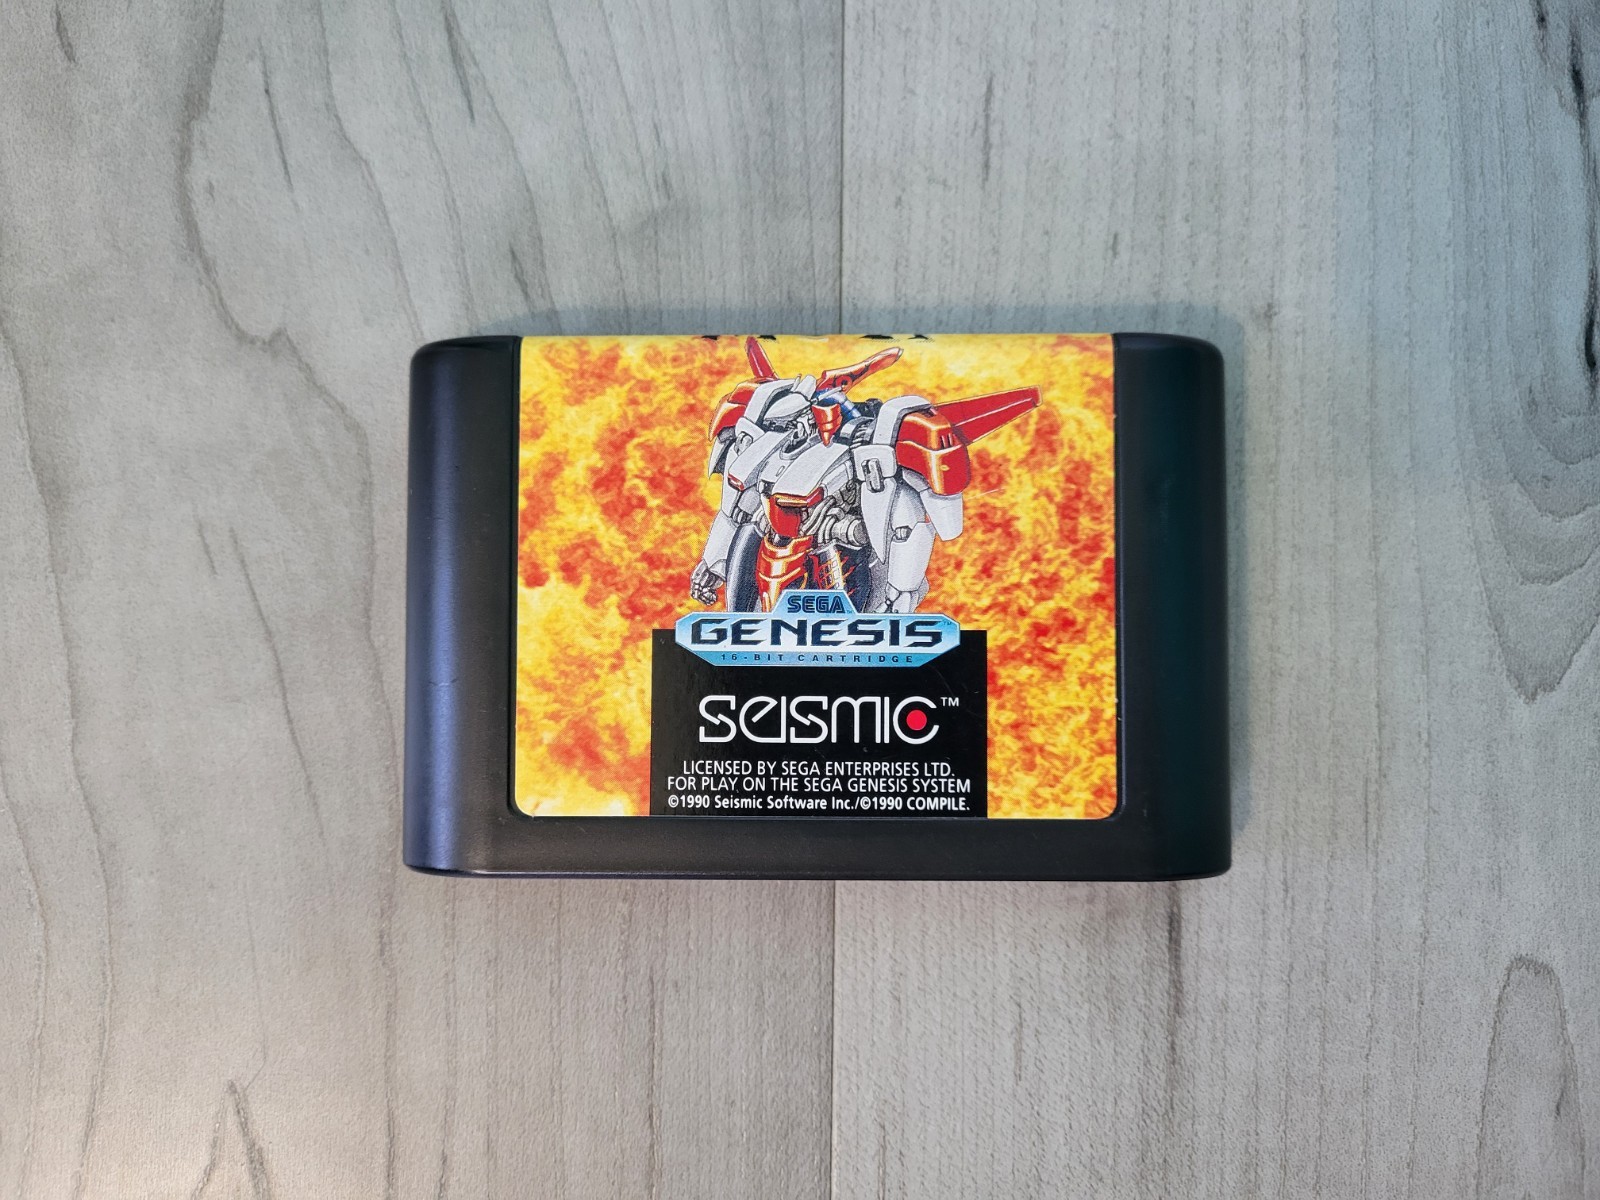 SEGA
GENESIS™
16-BIT CARTRIDGE
seismic™
LICENSED BY SEGA ENTERPRISES LTD.
FOR PLAY ON THE SEGA GENESIS SYSTEM
©1990 Seismic Software Inc./©1990 COMPILE.